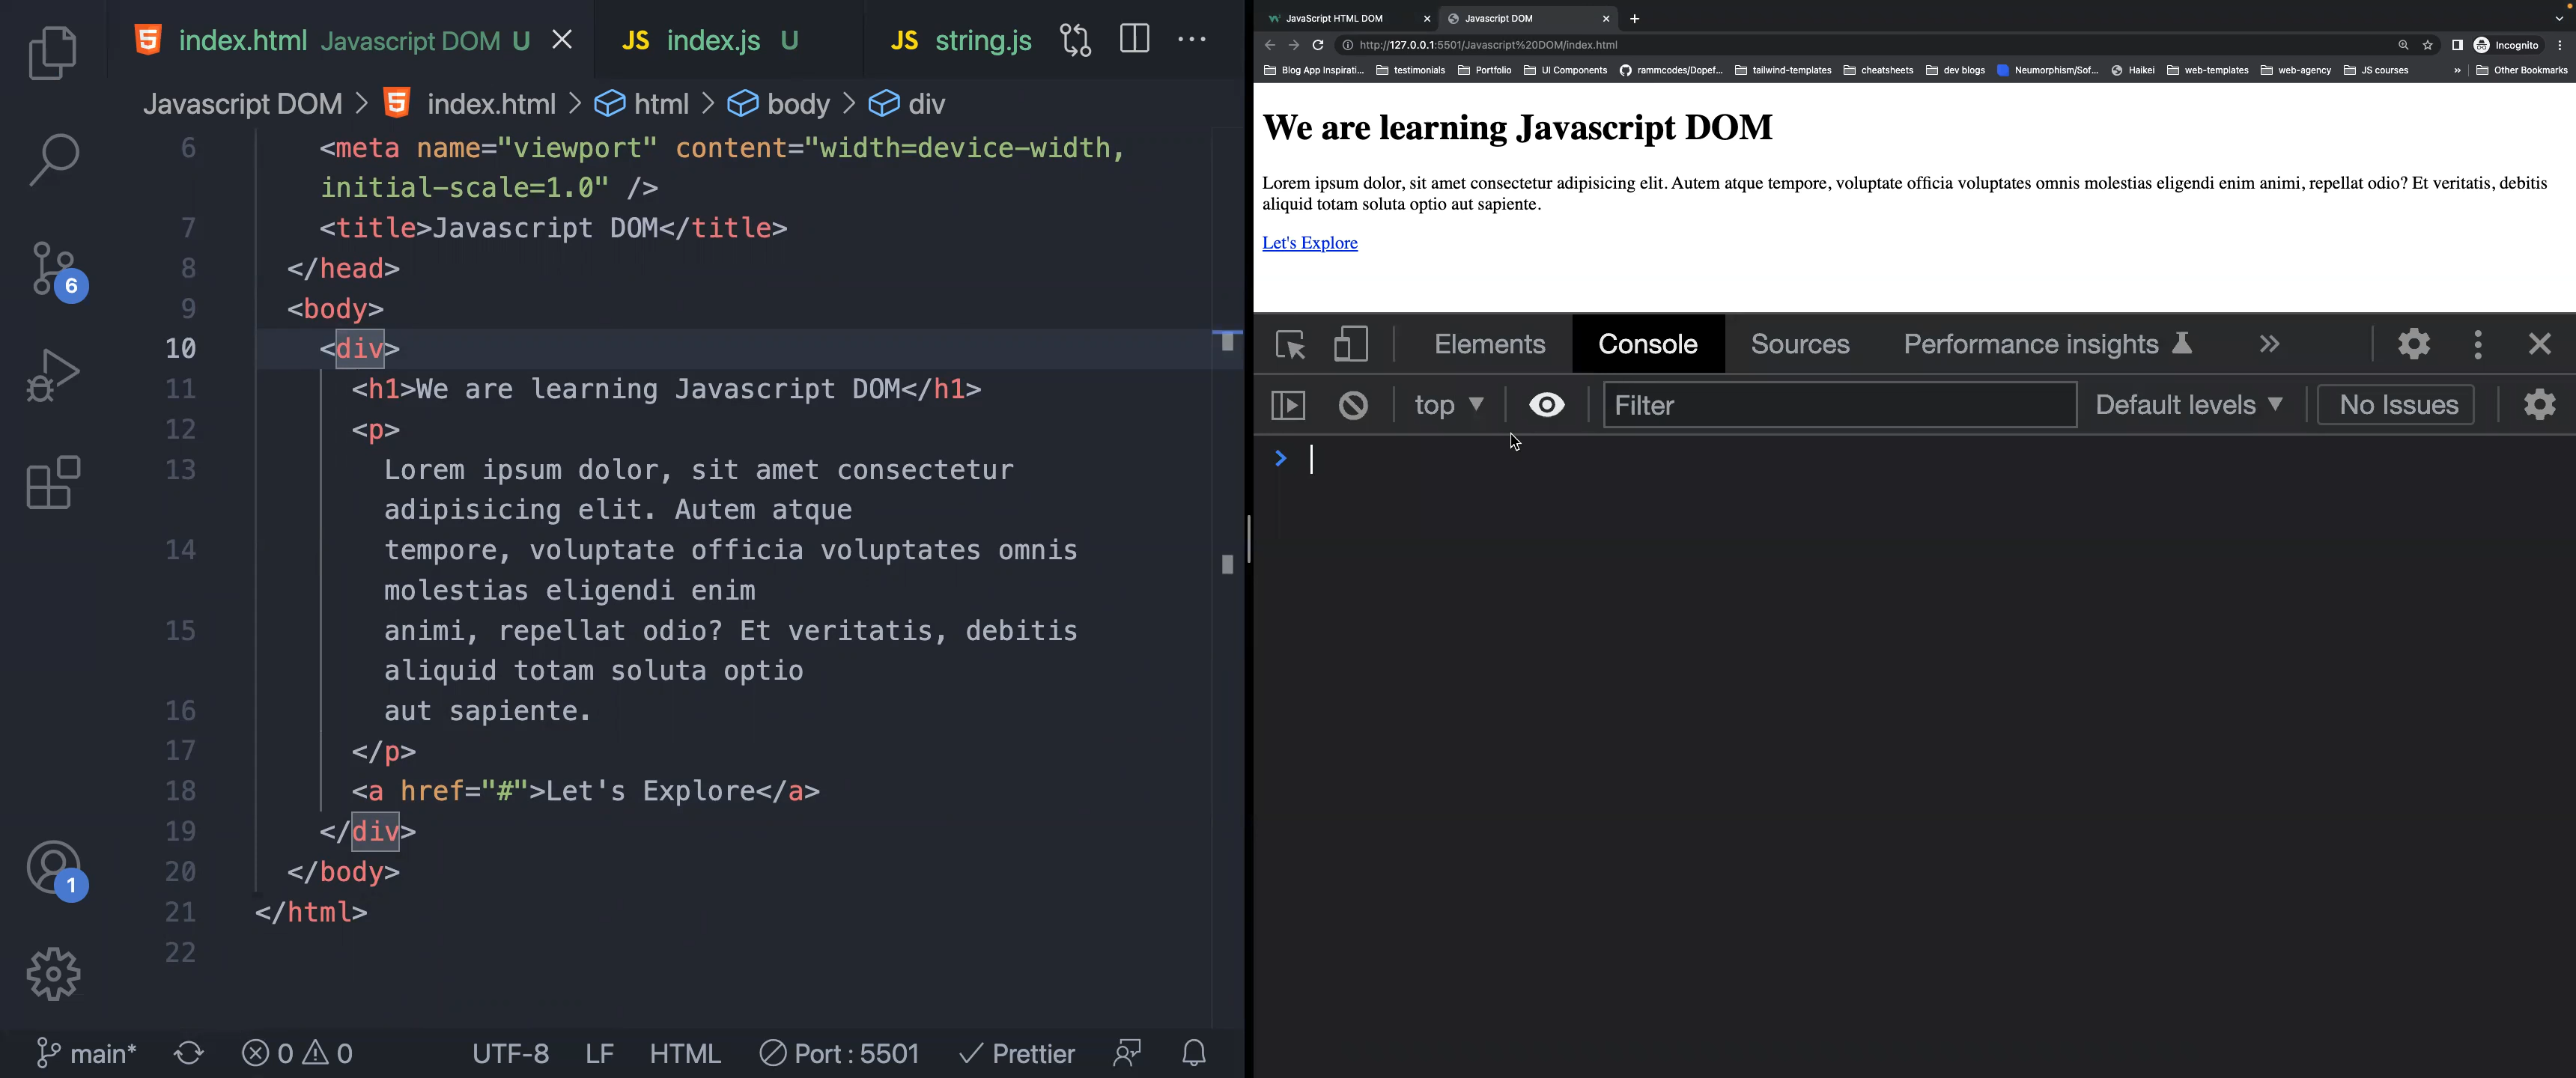 index.html Javascript DOM U
JS index.js U
JS string.js
Javascript DOM > index.html > html > body > div
6 <meta name="viewport" content="width=device-width,
initial-scale=1.0" />
7 <title>Javascript DOM</title>
8 </head>
9 <body>
10 <div>
11 <h1>We are learning Javascript DOM</h1>
12 <p>
13 Lorem ipsum dolor, sit amet consectetur
adipisicing elit. Autem atque
14 tempore, voluptate officia voluptates omnis
molestias eligendi enim
15 animi, repellat odio? Et veritatis, debitis
aliquid totam soluta optio
16 aut sapiente.
17 </p>
18 <a href="#">Let's Explore</a>
19 </div>
20 </body>
21 </html>
22
6
1
main* 0 0 UTF-8 LF HTML Port : 5501 Prettier
JavaScript HTML DOM
Javascript DOM
http://127.0.0.1:5501/Javascript%20DOM/index.html
Incognito
Blog App Inspirati... testimonials Portfolio UI Components rammcodes/Dopef... tailwind-templates cheatsheets dev blogs Neumorphism/Sof... Haikei web-templates web-agency JS courses » Other Bookmarks
We are learning Javascript DOM
Lorem ipsum dolor, sit amet consectetur adipisicing elit. Autem atque tempore, voluptate officia voluptates omnis molestias eligendi enim animi, repellat odio? Et veritatis, debitis
aliquid totam soluta optio aut sapiente.
Let's Explore
Elements Console Sources Performance insights »
top Filter Default levels No Issues
>